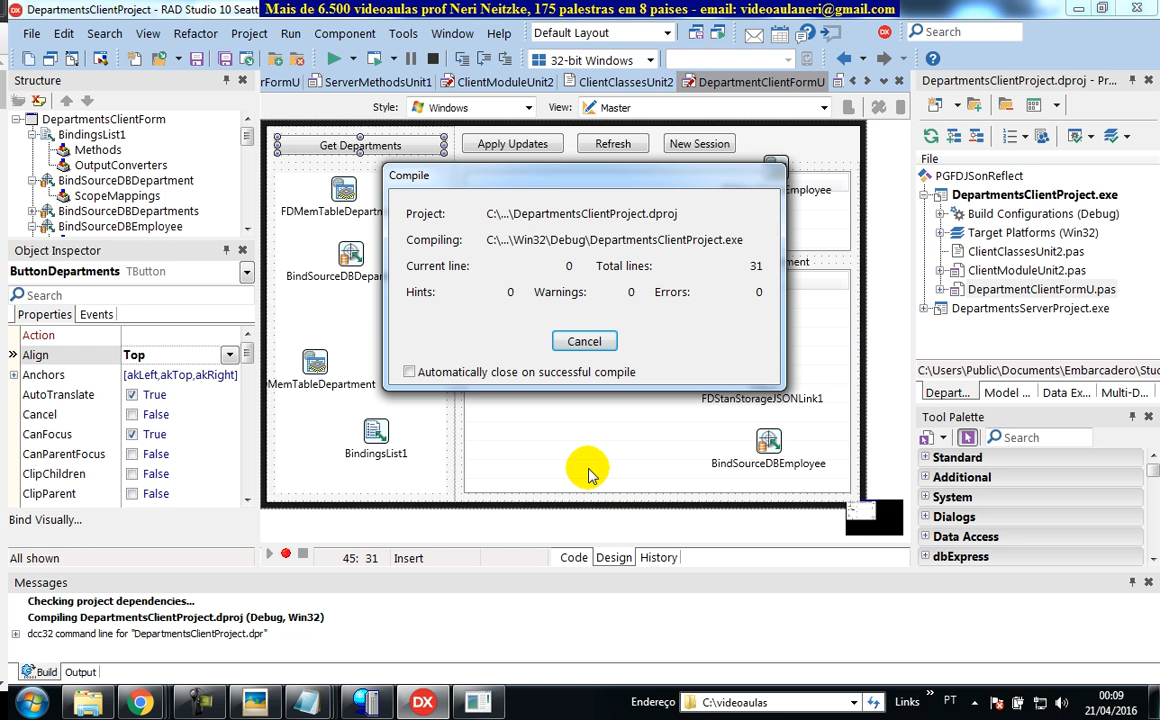 DepartmentsClientProject - RAD Studio 10 Seatt
Mais de 6.500 videoaulas prof Neri Neitzke, 175 palestras em 8 paises - email: videoaulaneri@gmail.com
File Edit Search View Refactor Project Run Component Tools Window Help
Default Layout
Search
32-bit Windows
Structure
DepartmentsClientForm
BindingsList1
Methods
OutputConverters
BindSourceDBDepartment
ScopeMappings
BindSourceDBDepartments
BindSourceDBEmployee
Object Inspector
ButtonDepartments TButton
Search
Properties Events
Action
Align Top
Anchors [akLeft,akTop,akRight]
AutoTranslate True
Cancel False
CanFocus True
CanParentFocus False
ClipChildren False
ClipParent False
Bind Visually...
All shown
rFormU ServerMethodsUnit1 ClientModuleUnit2 ClientClassesUnit2 DepartmentClientFormU
Style: Windows View: Master
Get Departments Apply Updates Refresh New Session
FDMemTableDepartm
BindSourceDBDepar
MemTableDepartment
BindingsList1
Employee
ment
FDStanStorageJSONLink1
BindSourceDBEmployee
Compile
Project: C:\...\DepartmentsClientProject.dproj
Compiling: C:\...\Win32\Debug\DepartmentsClientProject.exe
Current line: 0 Total lines: 31
Hints: 0 Warnings: 0 Errors: 0
Cancel
Automatically close on successful compile
45: 31 Insert Code Design History
DepartmentsClientProject.dproj - Pr...
File
PGFDJSonReflect
DepartmentsClientProject.exe
Build Configurations (Debug)
Target Platforms (Win32)
ClientClassesUnit2.pas
ClientModuleUnit2.pas
DepartmentClientFormU.pas
DepartmentsServerProject.exe
C:\Users\Public\Documents\Embarcadero\Stud
Depart... Model ... Data Ex... Multi-D...
Tool Palette
Search
Standard
Additional
System
Dialogs
Data Access
dbExpress
Messages
Checking project dependencies...
Compiling DepartmentsClientProject.dproj (Debug, Win32)
dcc32 command line for "DepartmentsClientProject.dpr"
Build Output
DX
Endereço C:\videoaulas Links PT
00:09
21/04/2016